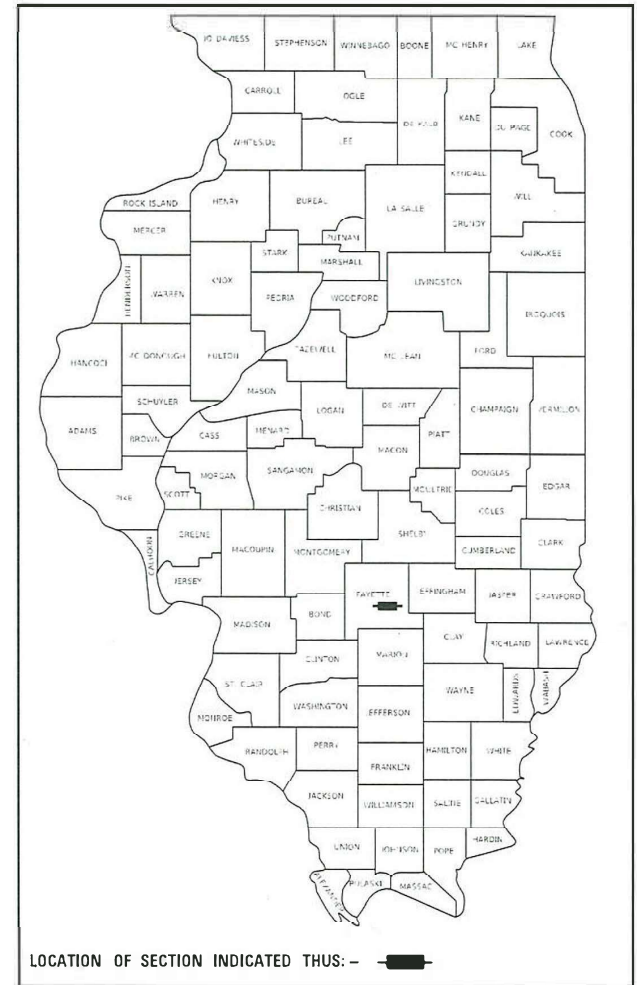 JO DAVIESS STEPHENSON WINNEBAGO BOONE MC HENRY LAKE
CARROLL OGLE DE KALB KANE DU PAGE COOK
WHITESIDE LEE
KENDALL
ROCK ISLAND HENRY BUREAU LA SALLE GRUNDY WILL
MERCER PUTNAM
STARK MARSHALL KANKAKEE
HENDERSON WARREN KNOX PEORIA WOODFORD LIVINGSTON
IROQUOIS
HANCOCK MC DONOUGH FULTON TAZEWELL MC LEAN FORD
MASON
SCHUYLER LOGAN DE WITT CHAMPAIGN VERMILION
ADAMS BROWN CASS MENARD PIATT
MACON
PIKE SCOTT MORGAN SANGAMON MOULTRIE DOUGLAS EDGAR
CHRISTIAN COLES
CALHOUN GREENE MACOUPIN MONTGOMERY SHELBY CUMBERLAND CLARK
JERSEY FAYETTE EFFINGHAM JASPER CRAWFORD
MADISON BOND
CLAY RICHLAND LAWRENCE
CLINTON MARION
ST. CLAIR WAYNE EDWARDS WABASH
MONROE WASHINGTON JEFFERSON
RANDOLPH PERRY HAMILTON WHITE
FRANKLIN
JACKSON WILLIAMSON SALINE GALLATIN
UNION JOHNSON POPE HARDIN
ALEXANDER PULASKI MASSAC
LOCATION OF SECTION INDICATED THUS: -